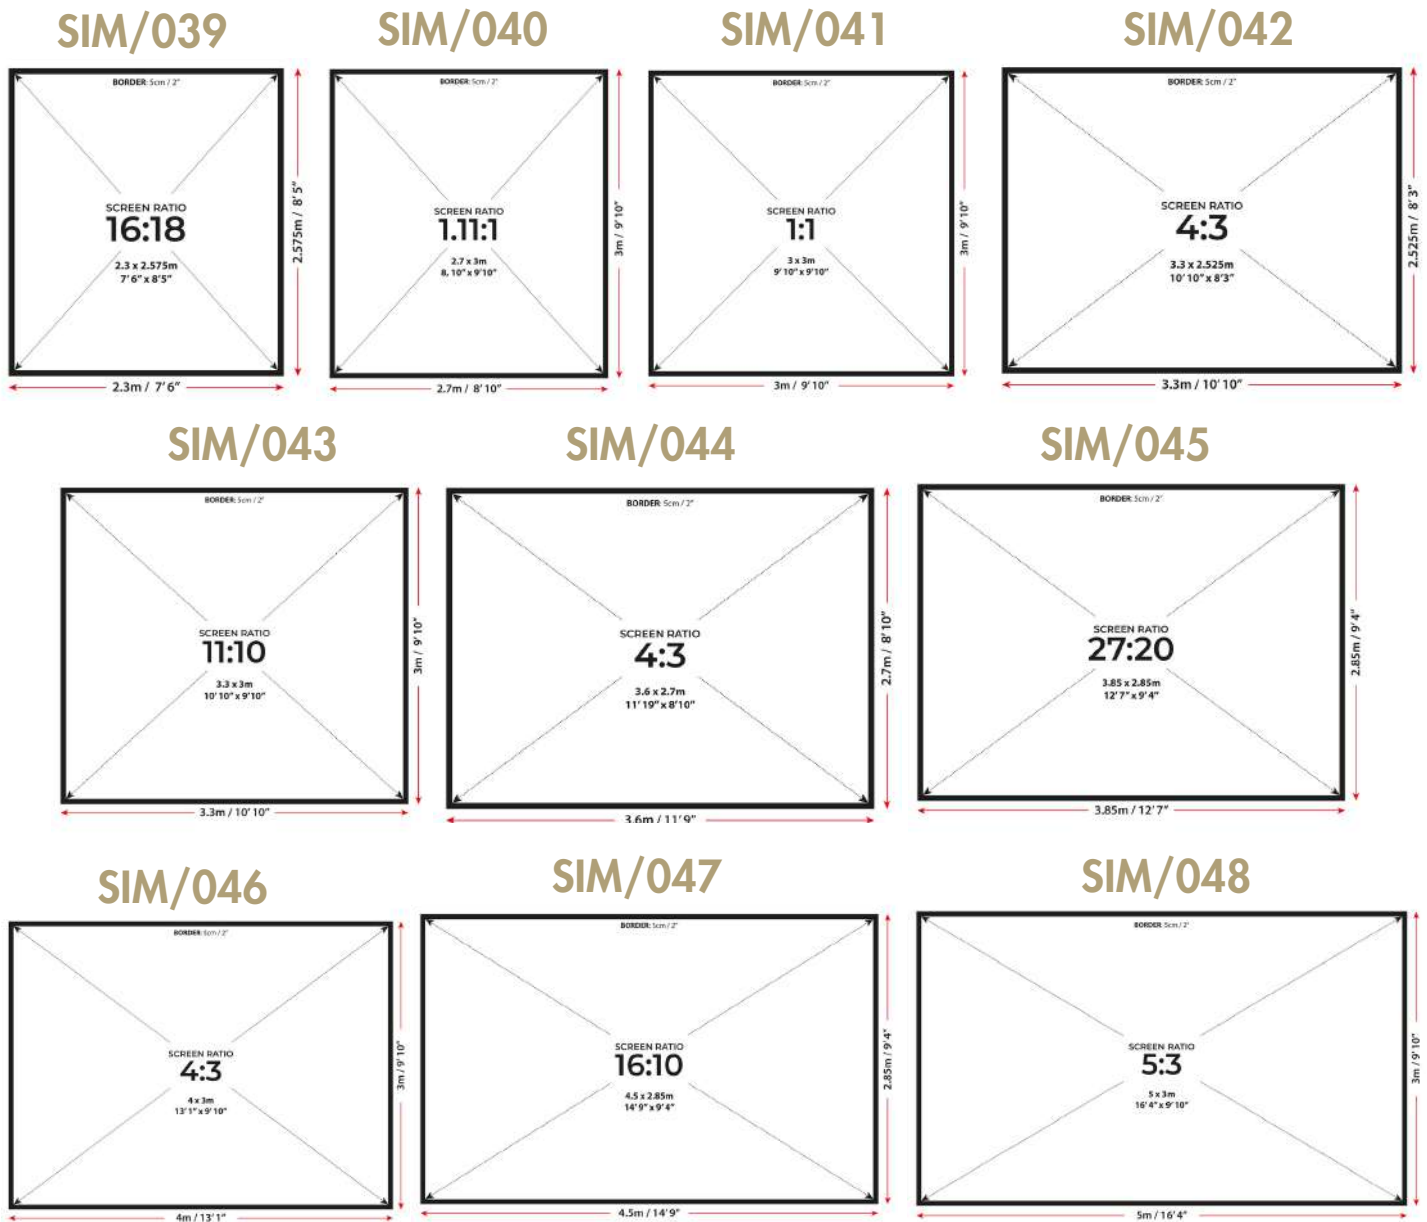 SIM/039
BORDER: 5cm / 2"
SCREEN RATIO
16:18
2.3 x 2.575m
7' 6" x 8'5"
2.575m / 8' 5"
2.3m / 7' 6"
SIM/040
BORDER: 5cm / 2"
SCREEN RATIO
1.11:1
2.7 x 3m
8, 10" x 9'10"
3m / 9' 10"
2.7m / 8' 10"
SIM/041
BORDER: 5cm / 2"
SCREEN RATIO
1:1
3 x 3m
9' 10" x 9'10"
3m / 9' 10"
3m / 9' 10"
SIM/042
BORDER: 5cm / 2"
SCREEN RATIO
4:3
3.3 x 2.525m
10' 10" x 8'3"
2.525m / 8' 3"
3.3m / 10' 10"
SIM/043
BORDER: 5cm / 2"
SCREEN RATIO
11:10
3.3 x 3m
10' 10" x 9'10"
3m / 9' 10"
3.3m / 10' 10"
SIM/044
BORDER: 5cm / 2"
SCREEN RATIO
4:3
3.6 x 2.7m
11' 19" x 8'10"
2.7m / 8' 10"
3.6m / 11' 9"
SIM/045
BORDER: 5cm / 2"
SCREEN RATIO
27:20
3.85 x 2.85m
12' 7" x 9'4"
2.85m / 9' 4"
3.85m / 12' 7"
SIM/046
BORDER: 5cm / 2"
SCREEN RATIO
4:3
4 x 3m
13' 1" x 9' 10"
3m / 9' 10"
4m / 13' 1"
SIM/047
BORDER: 5cm / 2"
SCREEN RATIO
16:10
4.5 x 2.85m
14' 9" x 9'4"
2.85m / 9' 4"
4.5m / 14' 9"
SIM/048
BORDER: 5cm / 2"
SCREEN RATIO
5:3
5 x 3m
16' 4" x 9' 10"
3m / 9' 10"
5m / 16' 4"